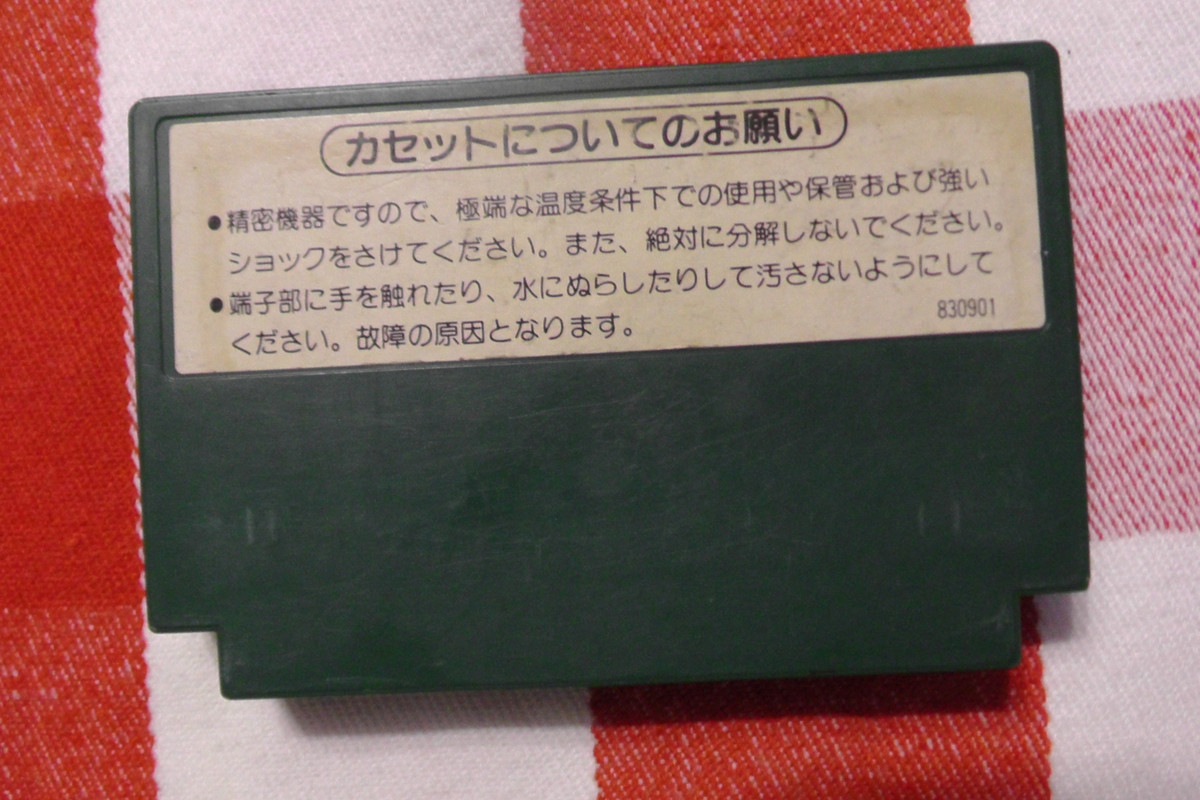 カセットについてのお願い
●精密機器ですので、極端な温度条件下での使用や保管および強い
ショックをさけてください。また、絶対に分解しないでください。
●端子部に手を触れたり、水にぬらしたりして汚さないようにして
ください。故障の原因となります。
830901